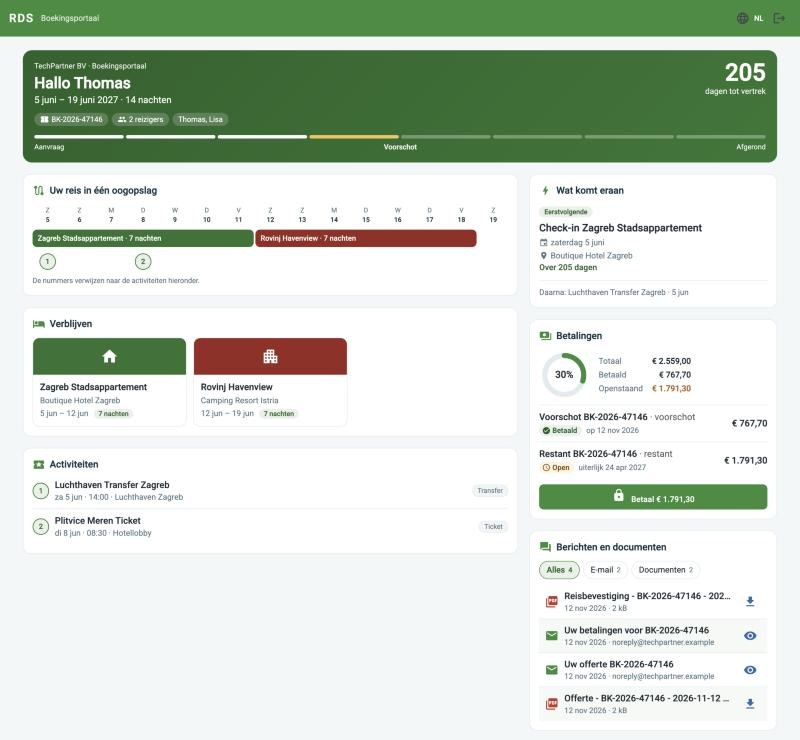 RDS Boekingsportaal
NL
TechPartner BV · Boekingsportaal
Hallo Thomas
5 juni – 19 juni 2027 · 14 nachten
BK-2026-47146 2 reizigers Thomas, Lisa
205
dagen tot vertrek
Aanvraag Voorschot Afgerond
Uw reis in één oogopslag
Z Z M D W D V Z Z M D W D V Z
5 6 7 8 9 10 11 12 13 14 15 16 17 18 19
Zagreb Stadsappartement · 7 nachten Rovinj Havenview · 7 nachten
1 2
De nummers verwijzen naar de activiteiten hieronder.
Verblijven
Zagreb Stadsappartement
Boutique Hotel Zagreb
5 jun – 12 jun 7 nachten
Rovinj Havenview
Camping Resort Istria
12 jun – 19 jun 7 nachten
Activiteiten
1 Luchthaven Transfer Zagreb
za 5 jun · 14:00 · Luchthaven Zagreb
Transfer
2 Plitvice Meren Ticket
di 8 jun · 08:30 · Hotellobby
Ticket
Wat komt eraan
Eerstvolgende
Check-in Zagreb Stadsappartement
zaterdag 5 juni
Boutique Hotel Zagreb
Over 205 dagen
Daarna: Luchthaven Transfer Zagreb · 5 jun
Betalingen
30%
Totaal € 2.559,00
Betaald € 767,70
Openstaand € 1.791,30
Voorschot BK-2026-47146 · voorschot
Betaald op 12 nov 2026
€ 767,70
Restant BK-2026-47146 · restant
Open uiterlijk 24 apr 2027
€ 1.791,30
Betaal € 1.791,30
Berichten en documenten
Alles 4 E-mail 2 Documenten 2
PDF Reisbevestiging - BK-2026-47146 - 202...
12 nov 2026 · 2 kB
Uw betalingen voor BK-2026-47146
12 nov 2026 · noreply@techpartner.example
Uw offerte BK-2026-47146
12 nov 2026 · noreply@techpartner.example
PDF Offerte - BK-2026-47146 - 2026-11-12 ...
12 nov 2026 · 2 kB